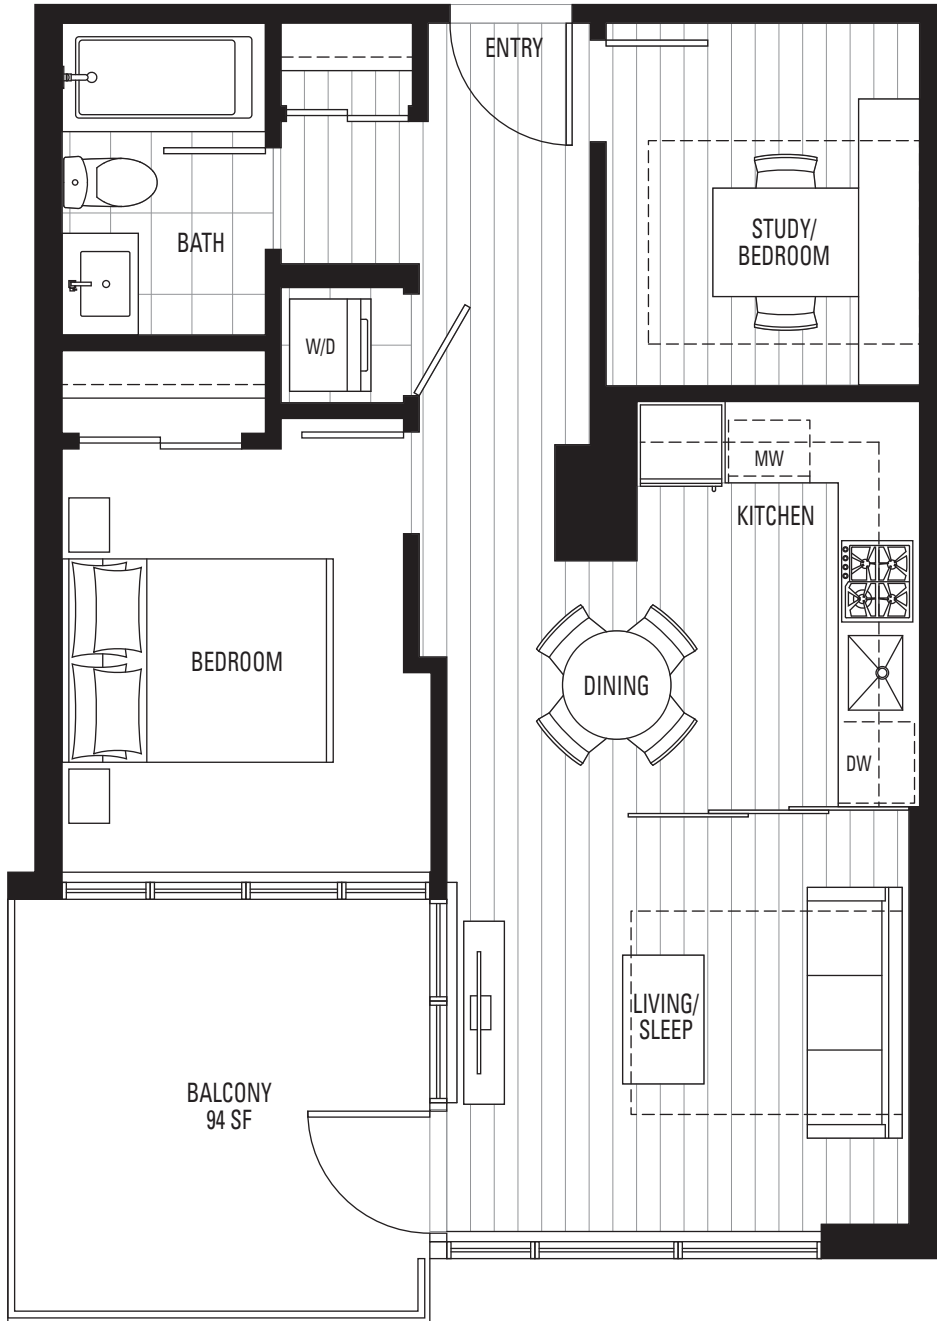 ENTRY
BATH
STUDY/
BEDROOM
W/D
MW
KITCHEN
BEDROOM
DINING
DW
LIVING/
SLEEP
BALCONY
94 SF